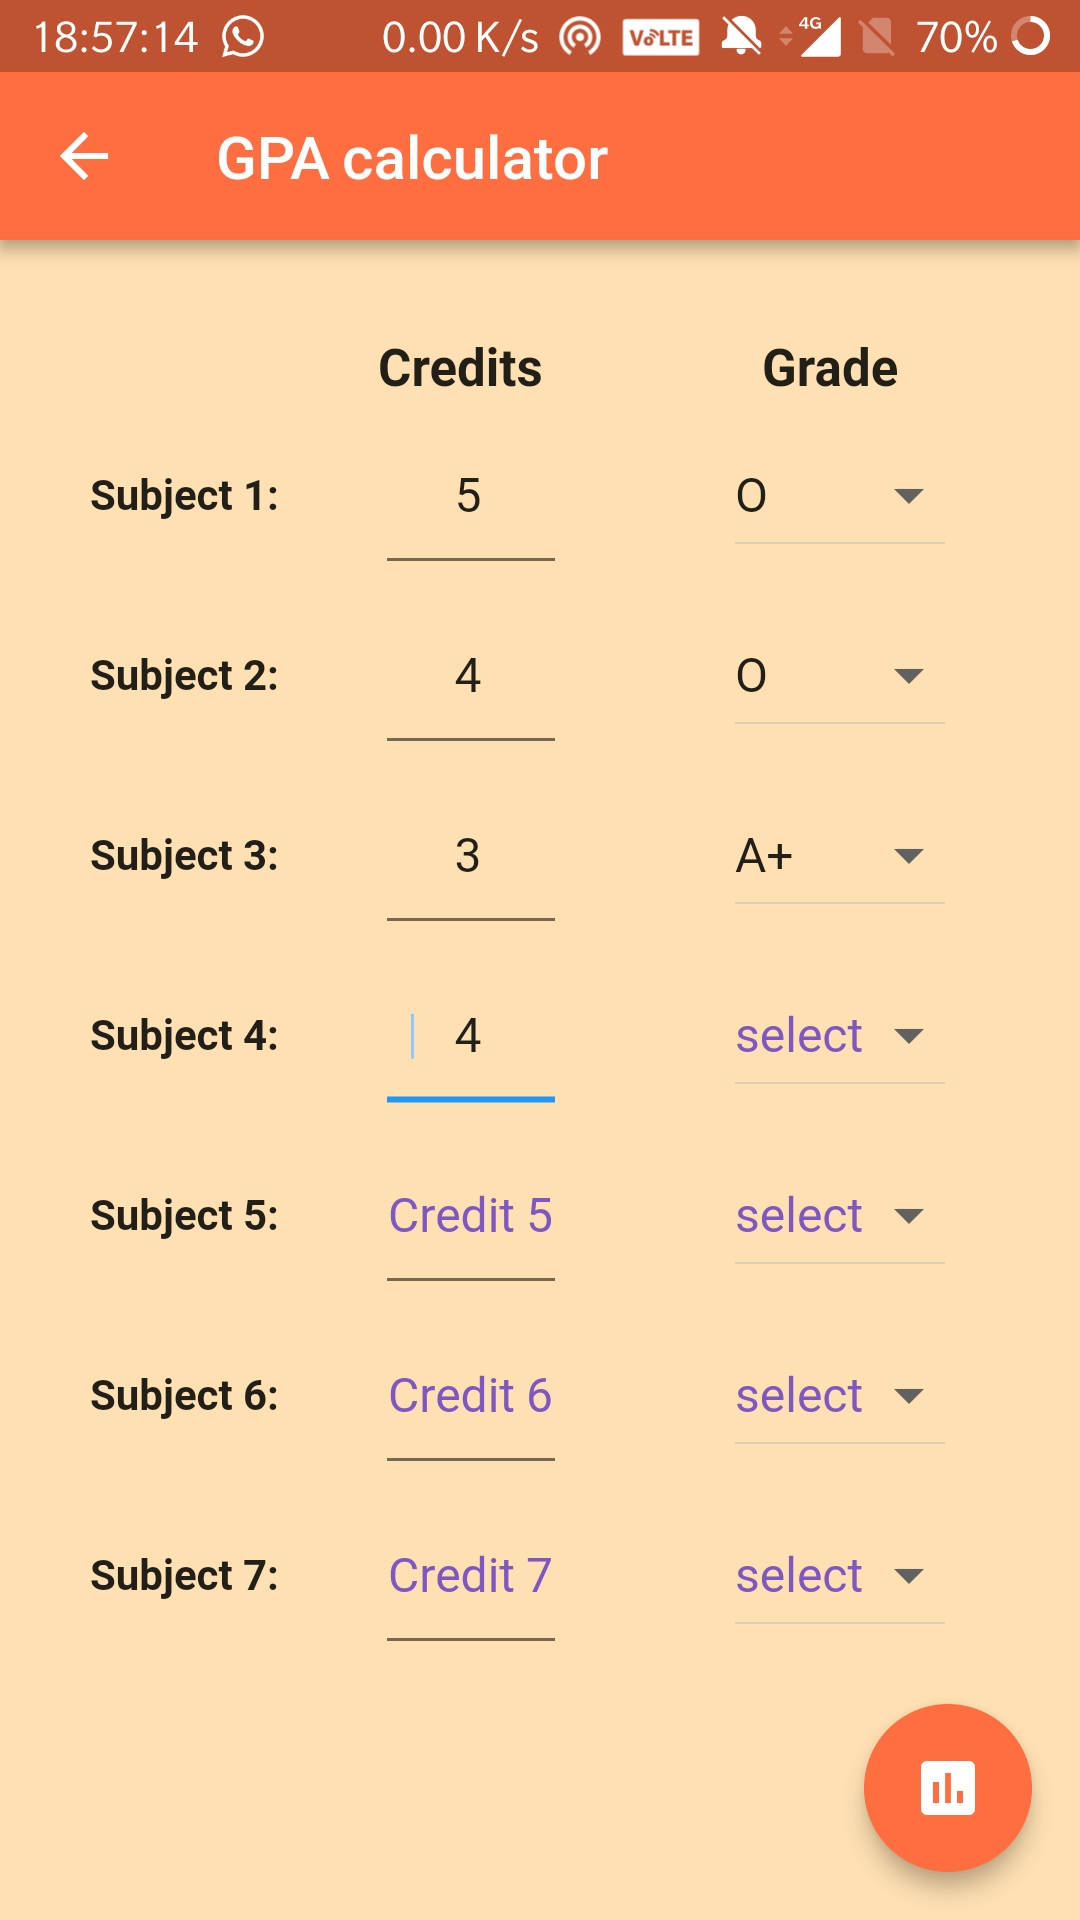 18:57:14 0.00 K/s VoLTE 4G 70%
GPA calculator
Credits Grade
Subject 1: 5 O
Subject 2: 4 O
Subject 3: 3 A+
Subject 4: 4 select
Subject 5: Credit 5 select
Subject 6: Credit 6 select
Subject 7: Credit 7 select